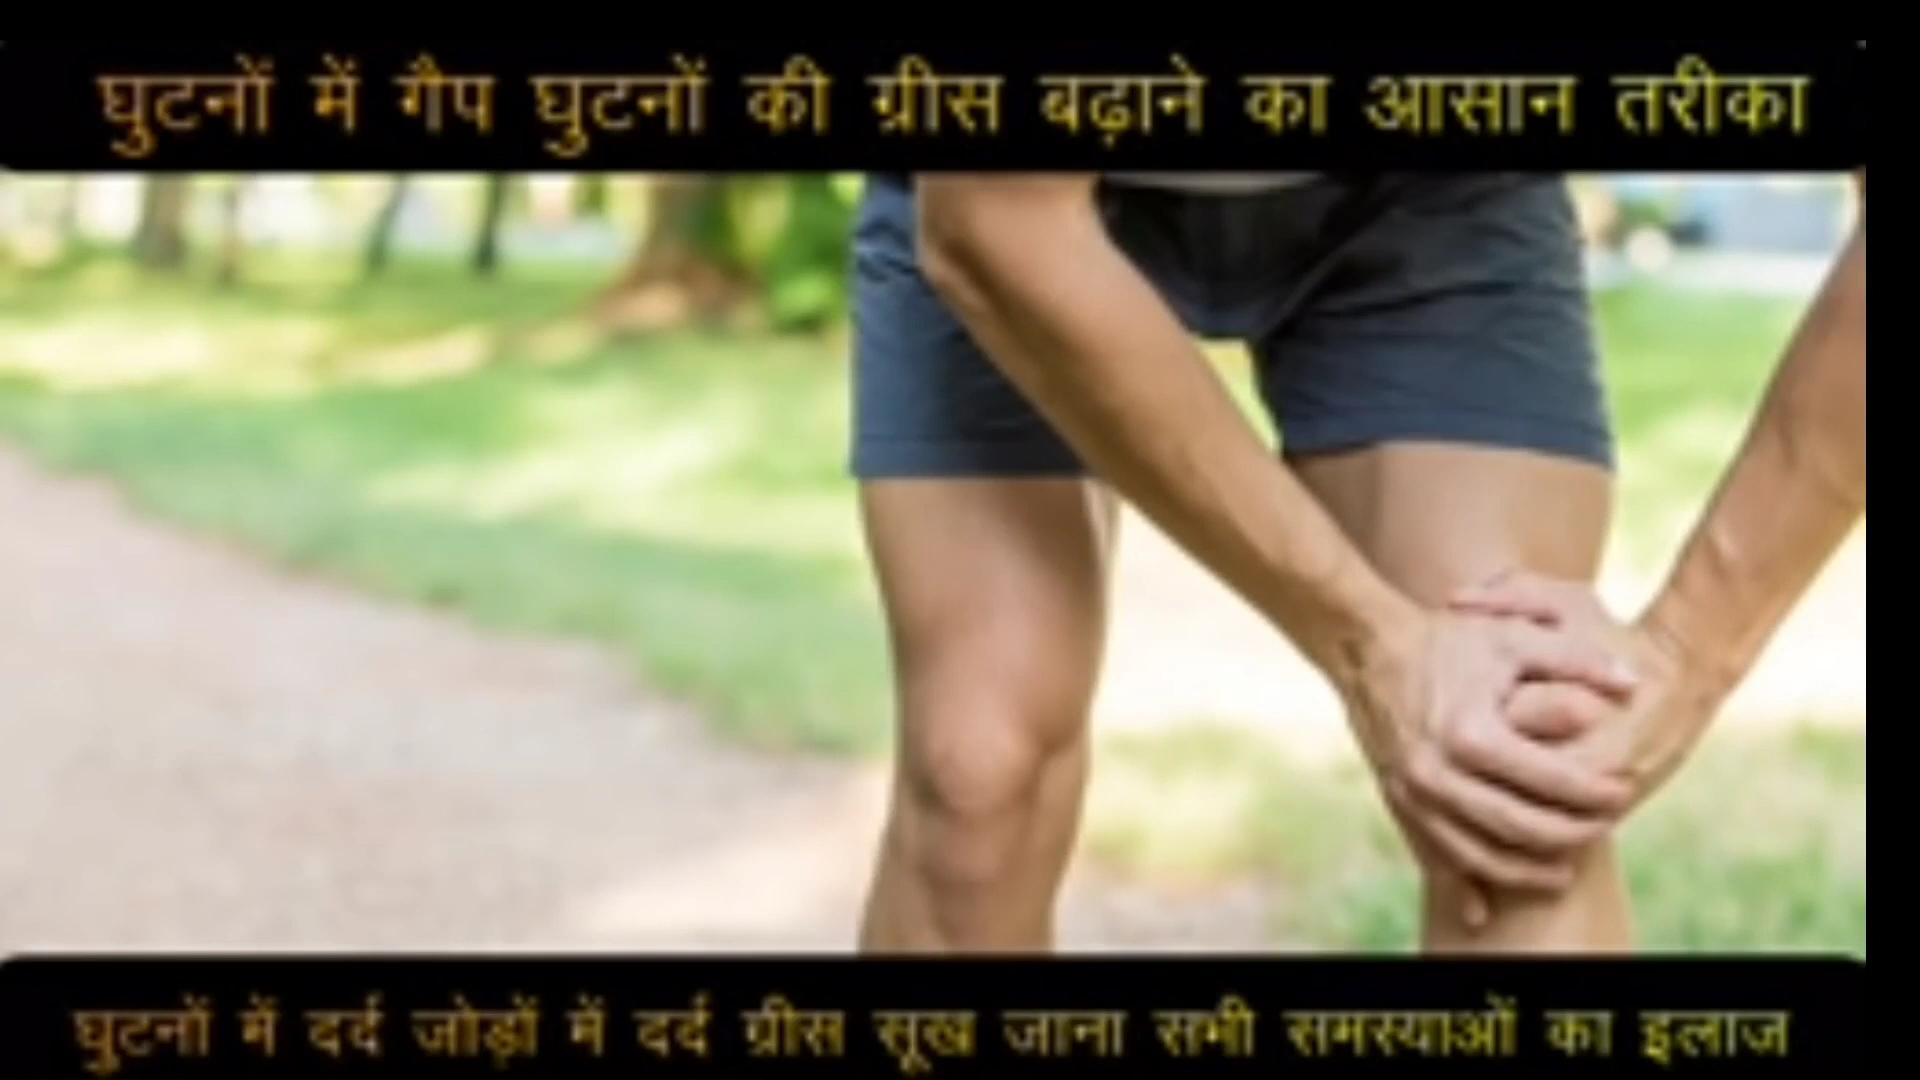 घुटनों में गैप घुटनों की ग्रीस बढ़ाने का आसान तरीका
घुटनों में दर्द जोड़ों में दर्द ग्रीस सूख जाना सभी समस्याओं का इलाज